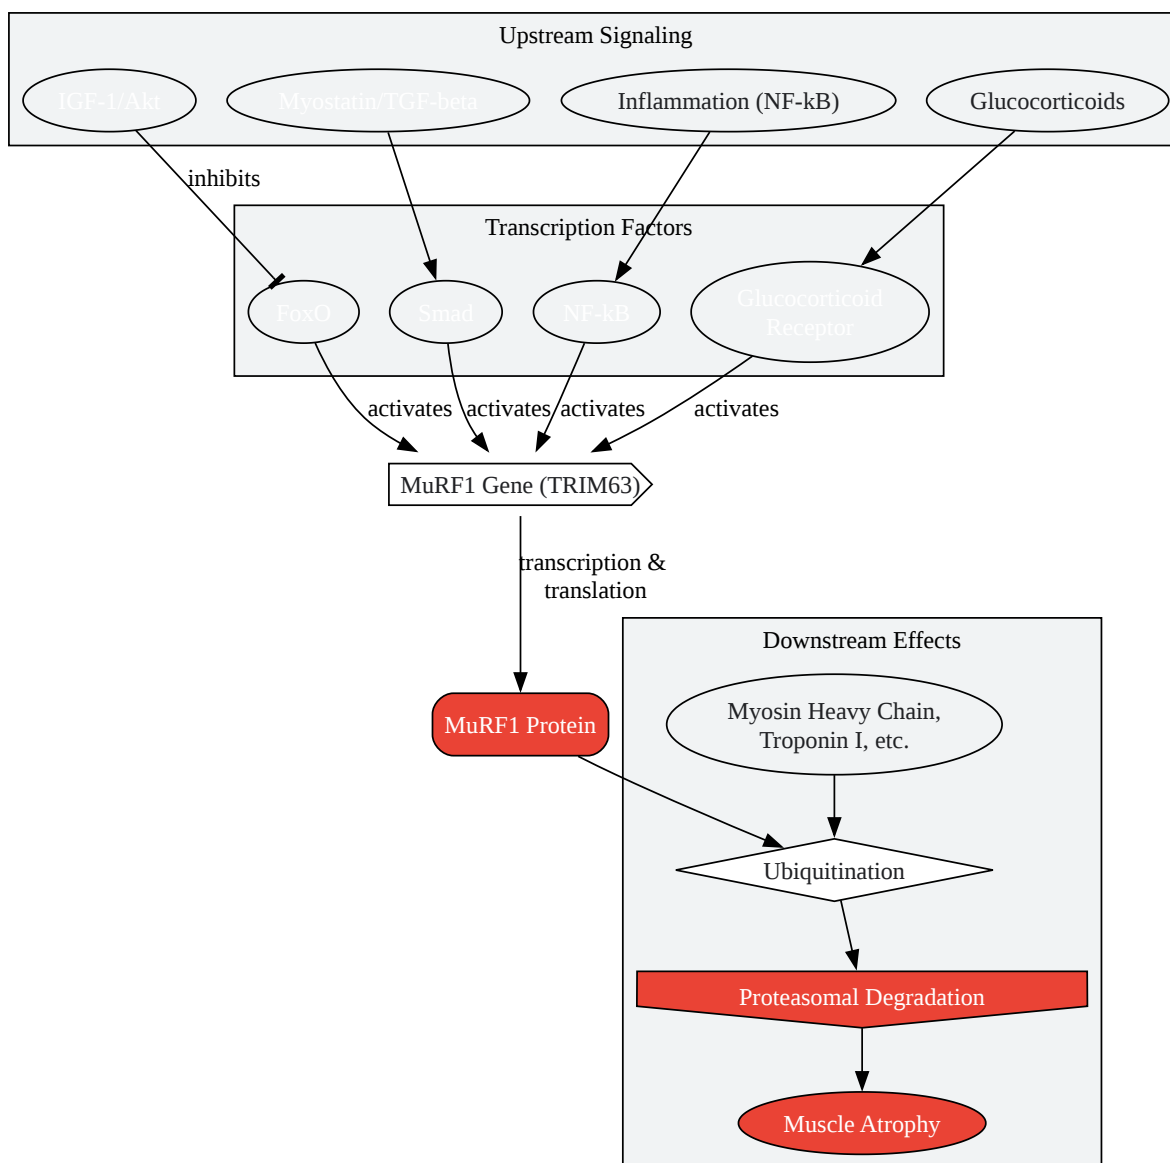 Upstream Signaling
IGF-1/Akt
Myostatin/TGF-beta
Inflammation (NF-kB)
Glucocorticoids
inhibits
Transcription Factors
FoxO
Smad
NF-kB
Glucocorticoid
Receptor
activates
activates
activates
activates
MuRF1 Gene (TRIM63)
transcription &
translation
Downstream Effects
MuRF1 Protein
Myosin Heavy Chain,
Troponin I, etc.
Ubiquitination
Proteasomal Degradation
Muscle Atrophy